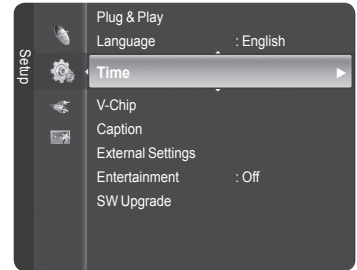 Setup
Plug & Play
Language : English
Time
V-Chip
Caption
External Settings
Entertainment : Off
SW Upgrade